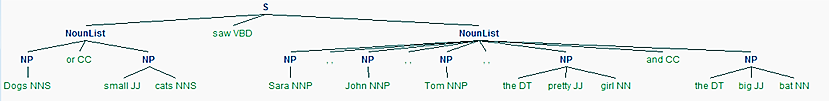 S
NounList saw VBD NounList
NP or CC NP NP , , NP , , NP , , NP and CC NP
Dogs NNS small JJ cats NNS Sara NNP John NNP Tom NNP the DT pretty JJ girl NN the DT big JJ bat NN